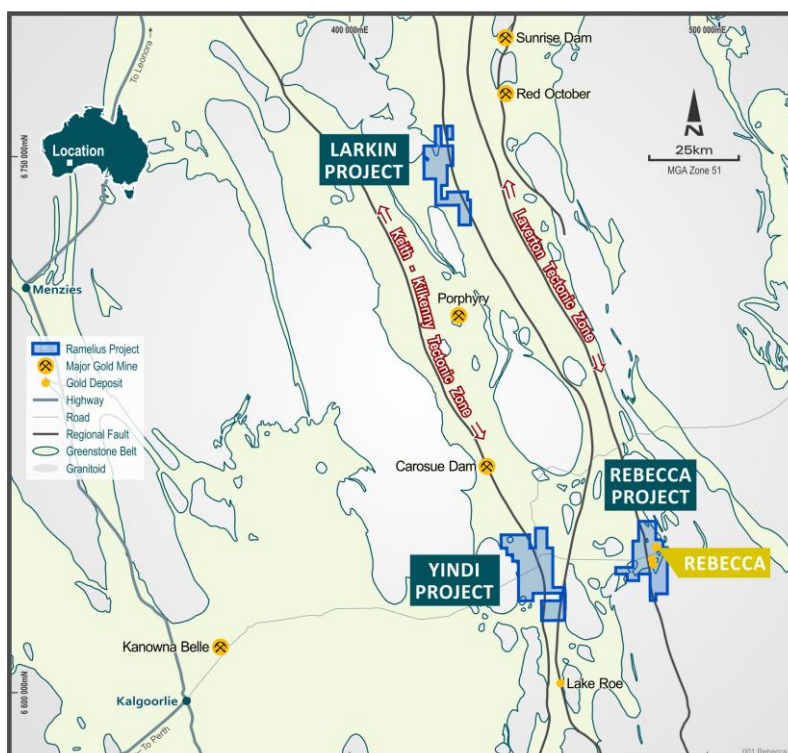 400 000mE
500 000mE
To Leonora
Sunrise Dam
Red October
N
25km
MGA Zone 51
Location
6 750 000mN
LARKIN
PROJECT
Keith - Kilkenny Tectonic Zone
Laverton Tectonic Zone
Menzies
Porphyry
Ramelius Project
Major Gold Mine
Gold Deposit
Highway
Road
Regional Fault
Greenstone Belt
Granitoid
Carosue Dam
REBECCA
PROJECT
REBECCA
YINDI
PROJECT
Kanowna Belle
Lake Roe
6 600 000mN
Kalgoorlie
To Perth
001 Rebecca